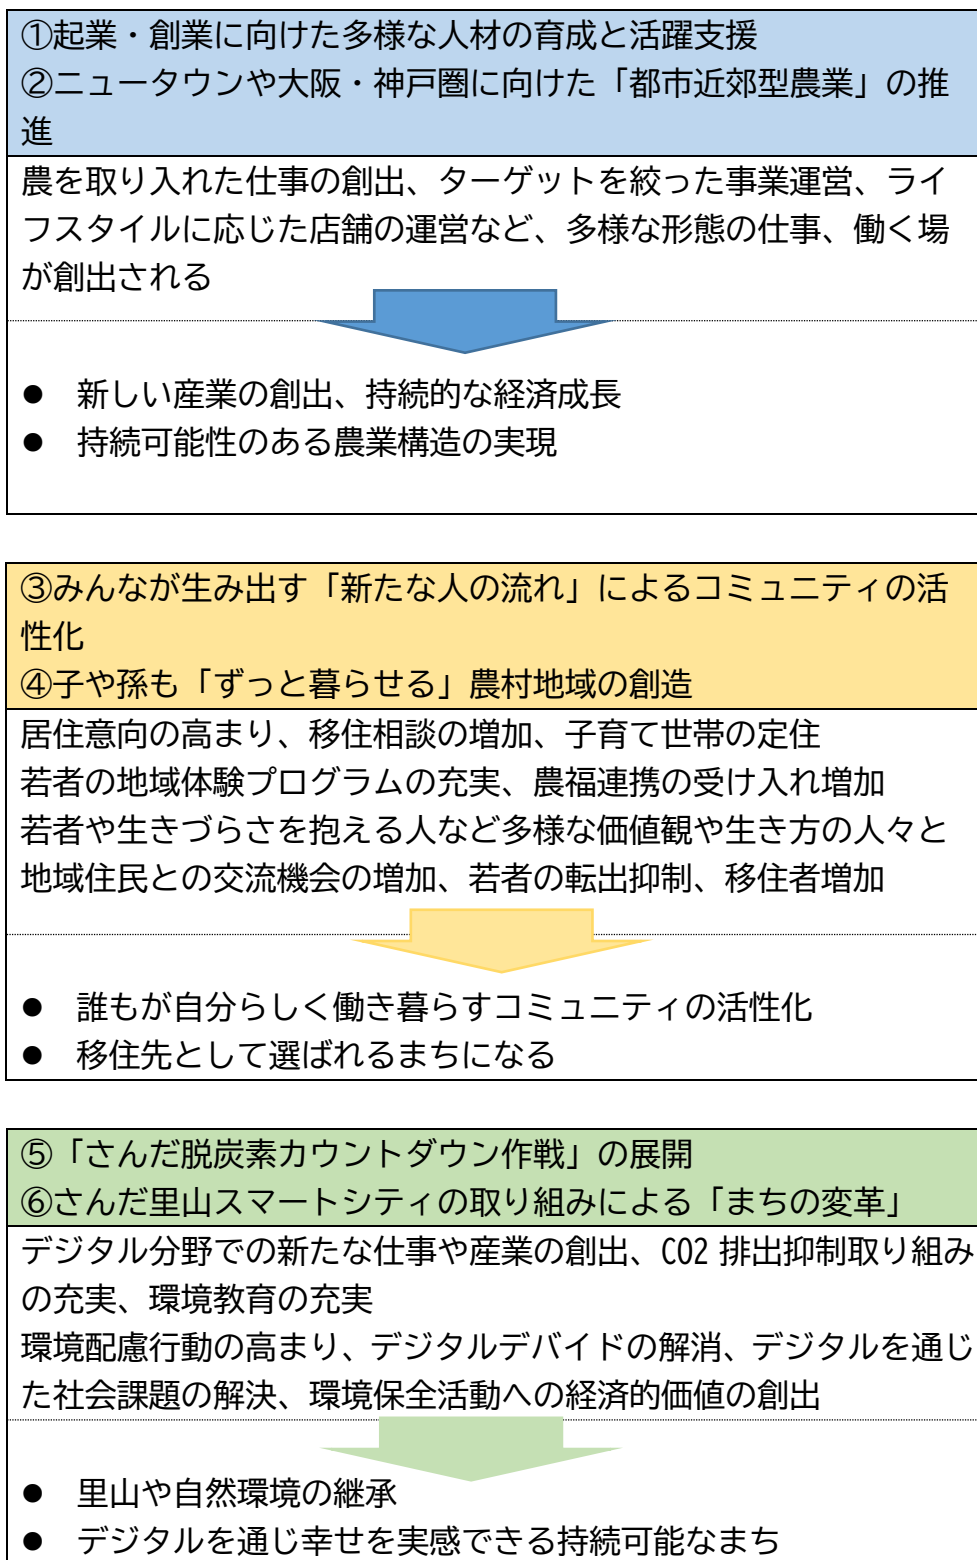 ①起業・創業に向けた多様な人材の育成と活躍支援
②ニュータウンや大阪・神戸圏に向けた「都市近郊型農業」の推
進
農を取り入れた仕事の創出、ターゲットを絞った事業運営、ライ
フスタイルに応じた店舗の運営など、多様な形態の仕事、働く場
が創出される
● 新しい産業の創出、持続的な経済成長
● 持続可能性のある農業構造の実現
③みんなが生み出す「新たな人の流れ」によるコミュニティの活
性化
④子や孫も「ずっと暮らせる」農村地域の創造
居住意向の高まり、移住相談の増加、子育て世帯の定住
若者の地域体験プログラムの充実、農福連携の受け入れ増加
若者や生きづらさを抱える人など多様な価値観や生き方の人々と
地域住民との交流機会の増加、若者の転出抑制、移住者増加
● 誰もが自分らしく働き暮らすコミュニティの活性化
● 移住先として選ばれるまちになる
⑤「さんだ脱炭素カウントダウン作戦」の展開
⑥さんだ里山スマートシティの取り組みによる「まちの変革」
デジタル分野での新たな仕事や産業の創出、CO2 排出抑制取り組み
の充実、環境教育の充実
環境配慮行動の高まり、デジタルデバイドの解消、デジタルを通じ
た社会課題の解決、環境保全活動への経済的価値の創出
● 里山や自然環境の継承
● デジタルを通じ幸せを実感できる持続可能なまち